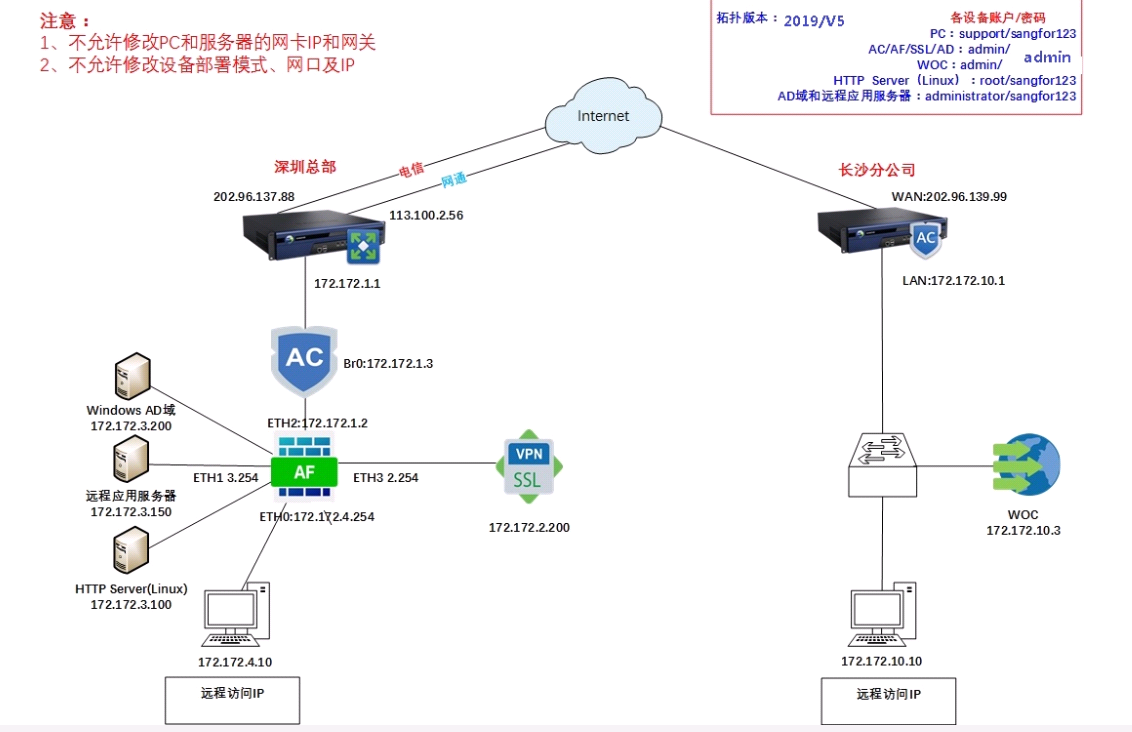 注意：
1、不允许修改PC和服务器的网卡IP和网关
2、不允许修改设备部署模式、网口及IP
拓扑版本：2019/V5
各设备账户/密码
PC：support/sangfor123
AC/AF/SSL/AD：admin/
WOC：admin/
admin
HTTP Server（Linux）：root/sangfor123
AD域和远程应用服务器：administrator/sangfor123
Internet
深圳总部
电信
网通
长沙分公司
202.96.137.88
113.100.2.56
WAN:202.96.139.99
AC
172.172.1.1
LAN:172.172.10.1
AC
Br0:172.172.1.3
Windows AD域
172.172.3.200
ETH2:172.172.1.2
AF
ETH1 3.254
ETH3 2.254
VPN
SSL
远程应用服务器
172.172.3.150
ETH0:172.172.4.254
172.172.2.200
WOC
172.172.10.3
HTTP Server(Linux)
172.172.3.100
172.172.4.10
172.172.10.10
远程访问IP
远程访问IP